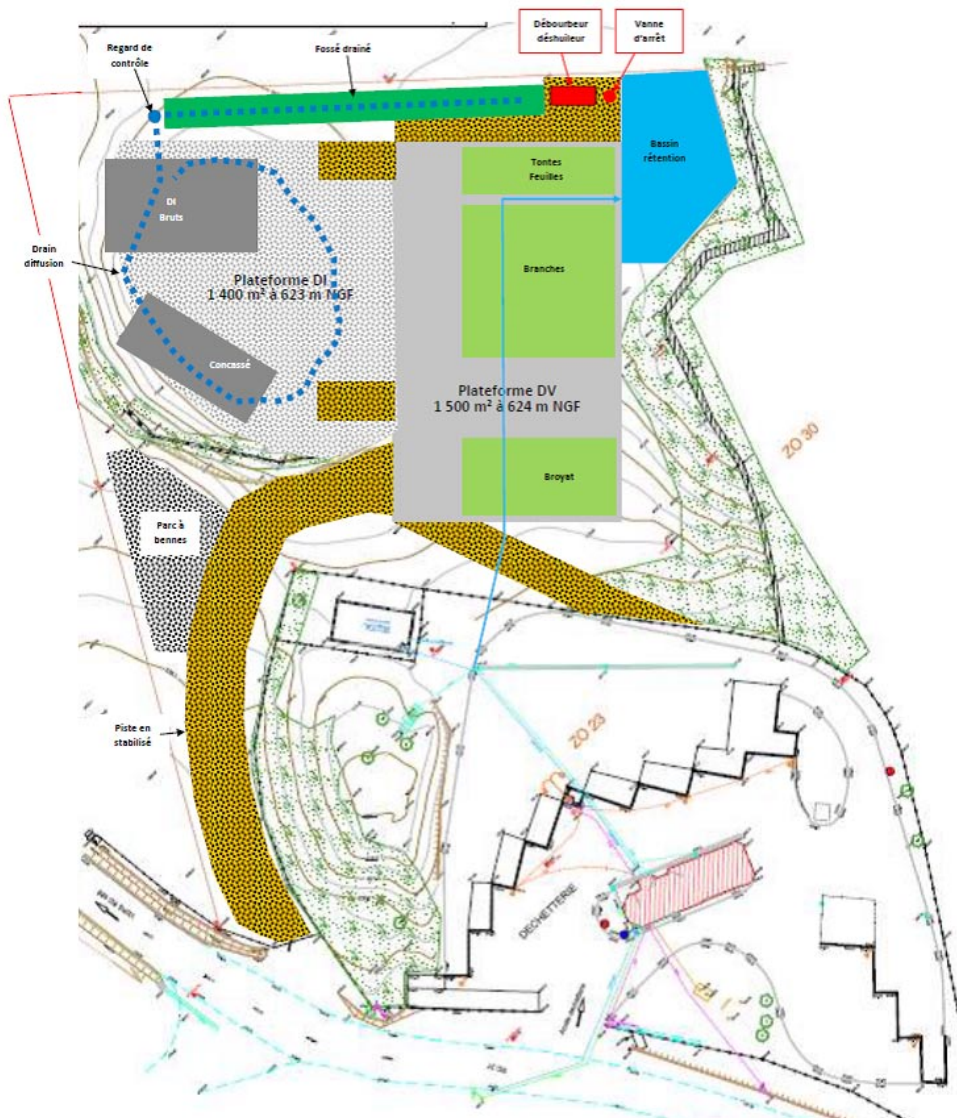 Débourbeur
déshuileur
Vanne
d'arrêt
Regard de
contrôle
Fossé drainé
Bassin
rétention
Tontes
Feuilles
DI
Bruts
Branches
Drain
diffusion
Plateforme DI
1 400 m² à 623 m NGF
Concassé
Plateforme DV
1 500 m² à 624 m NGF
ZO 30
Broyat
Parc à
bennes
Piste en
stabilisé
ZO 23
DECHETTERIE